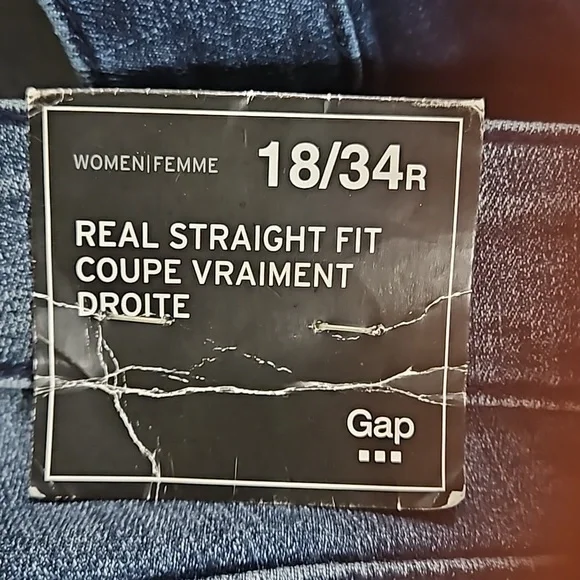 WOMEN|FEMME 18/34R
REAL STRAIGHT FIT
COUPE VRAIMENT
DROITE
Gap